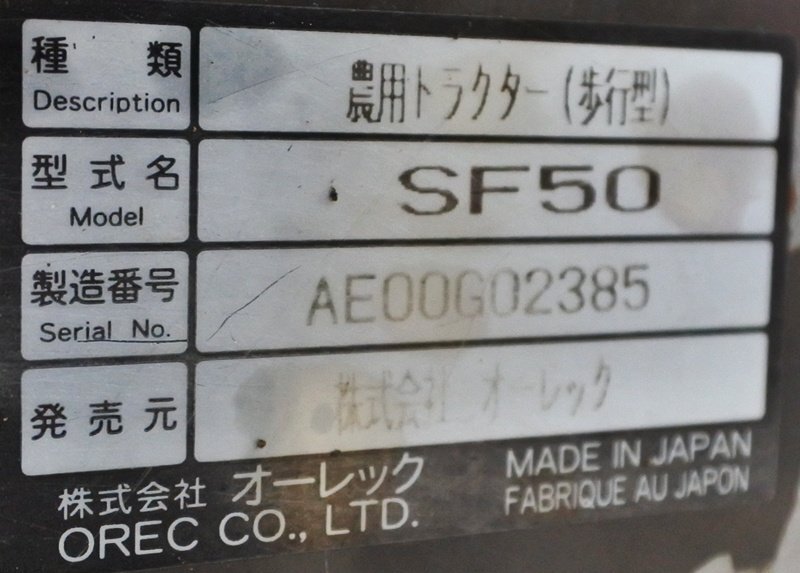 種類 農用トラクター(歩行型)
Description
型式名 SF50
Model
製造番号 AE00G02385
Serial No.
発売元 株式会社 オーレック
株式会社 オーレック
OREC CO., LTD.
MADE IN JAPAN
FABRIQUE AU JAPON